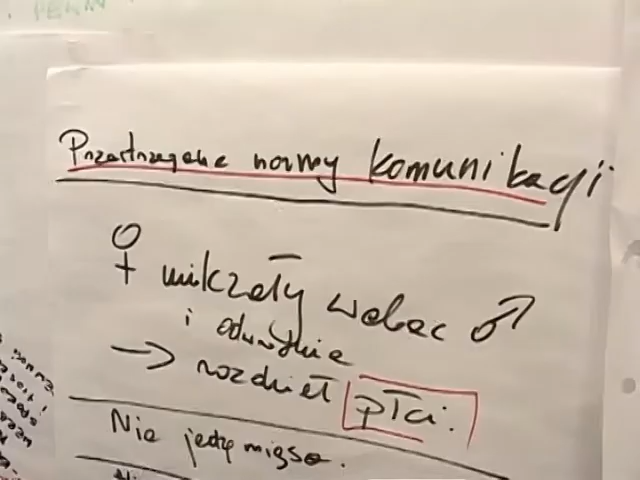 Przestrzegane normy komunikacji
♀ milczały wobec ♂
i odwrotnie
→ rozdział płci.
Nie jedzą mięsa.